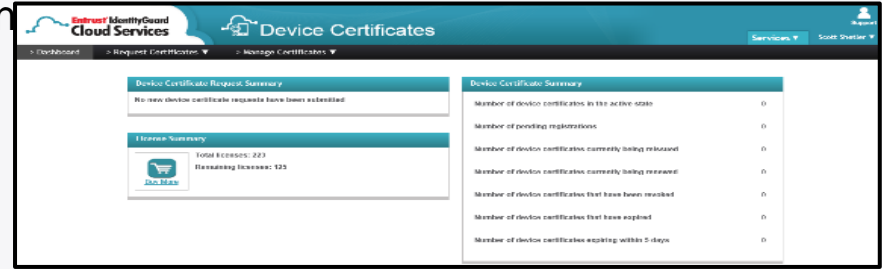 Entrust IdentityGuard
Cloud Services
Device Certificates
Support
Services ▼
Scott Shetler ▼
> Dashboard
> Request Certificates ▼
> Manage Certificates ▼
Device Certificate Request Summary
No new device certificate requests have been submitted
License Summary
Total licenses: 223
Remaining licenses: 125
Buy More
Device Certificate Summary
Number of device certificates in the active state 0
Number of pending registrations 0
Number of device certificates currently being reissued 0
Number of device certificates currently being renewed 0
Number of device certificates that have been revoked 0
Number of device certificates that have expired 0
Number of device certificates expiring within 5 days 0